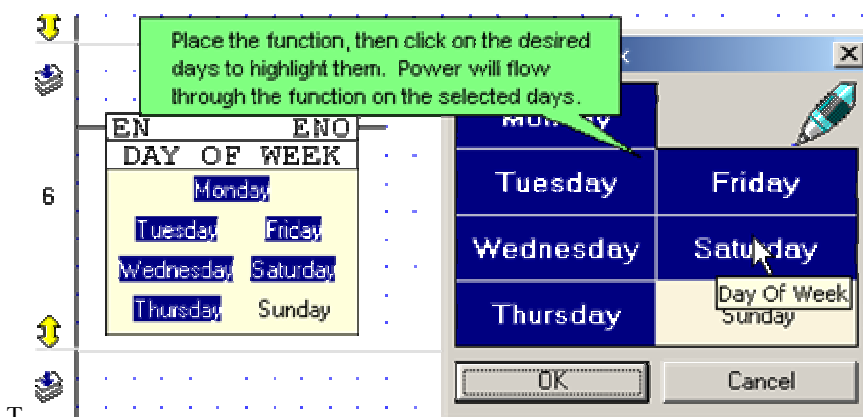 Place the function, then click on the desired
days to highlight them. Power will flow
through the function on the selected days.
EN ENO
DAY OF WEEK
Monday
Tuesday Friday
Wednesday Saturday
Thursday Sunday
6
Monday
Tuesday Friday
Wednesday Saturday
Day Of Week
Thursday Sunday
OK Cancel
T